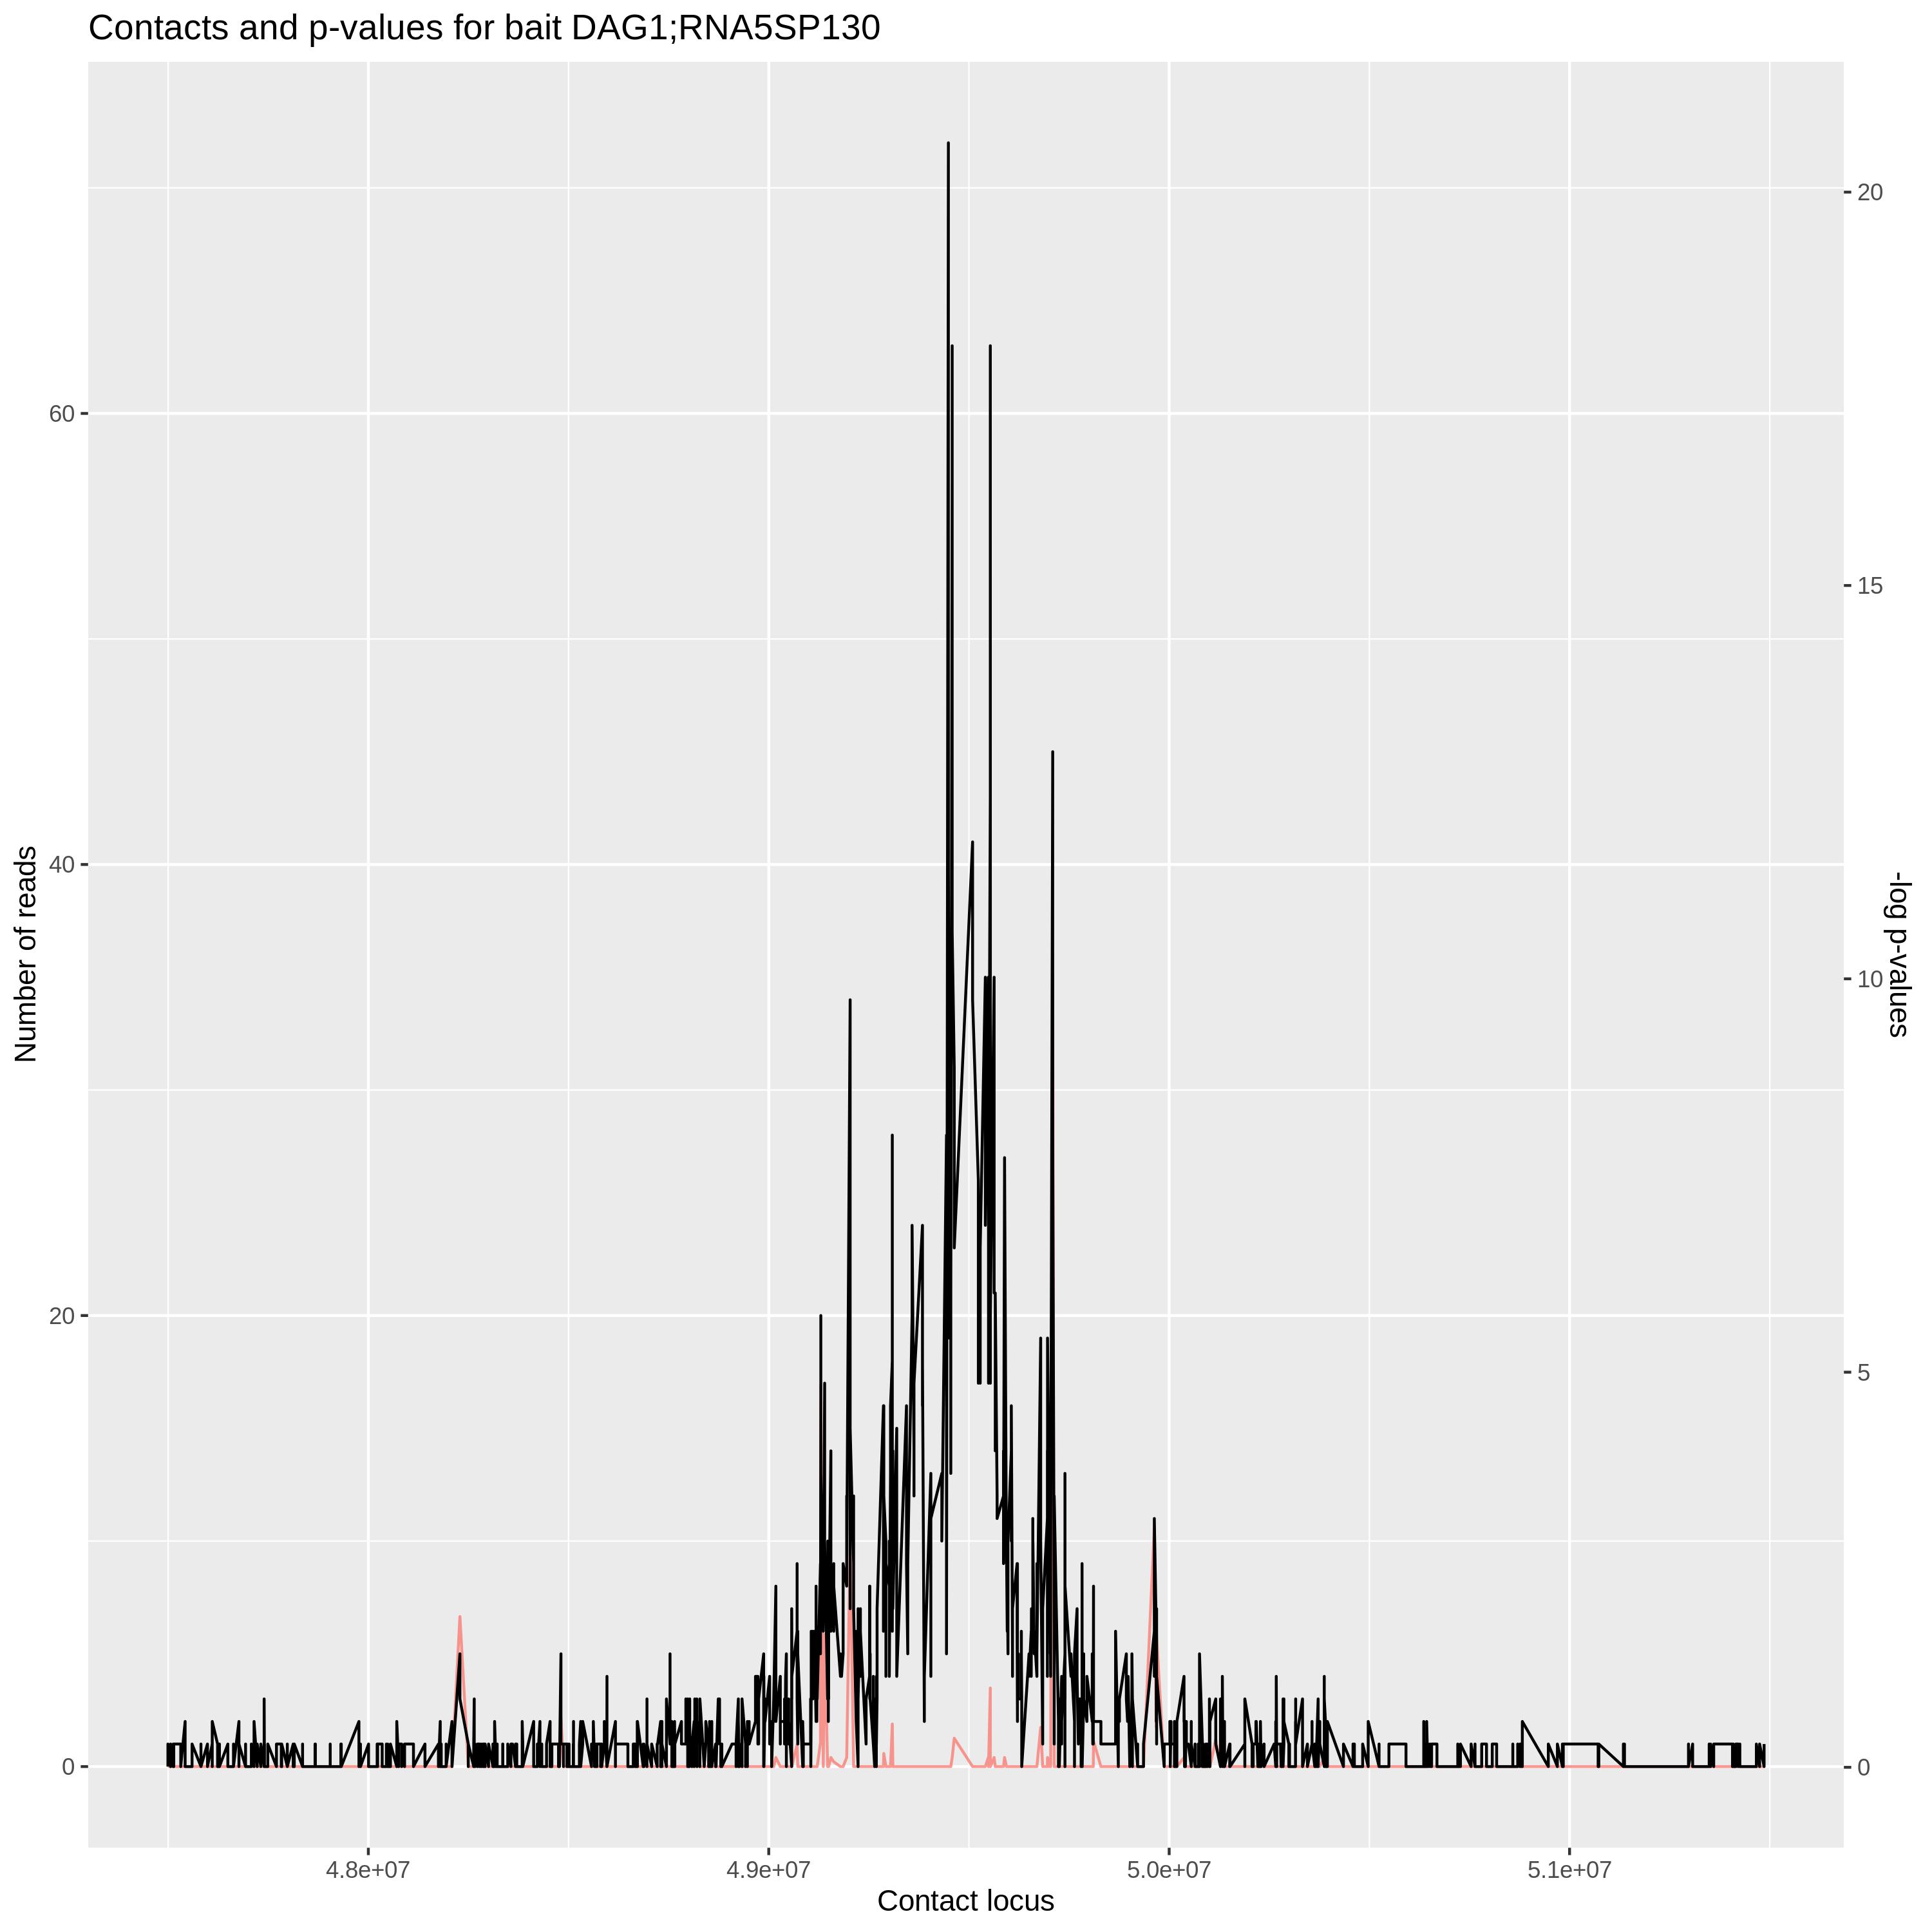 Contacts and p-values for bait DAG1;RNA5SP130
Number of reads
60
40
20
0
20
15
10
5
0
-log p-values
4.8e+07
4.9e+07
5.0e+07
5.1e+07
Contact locus